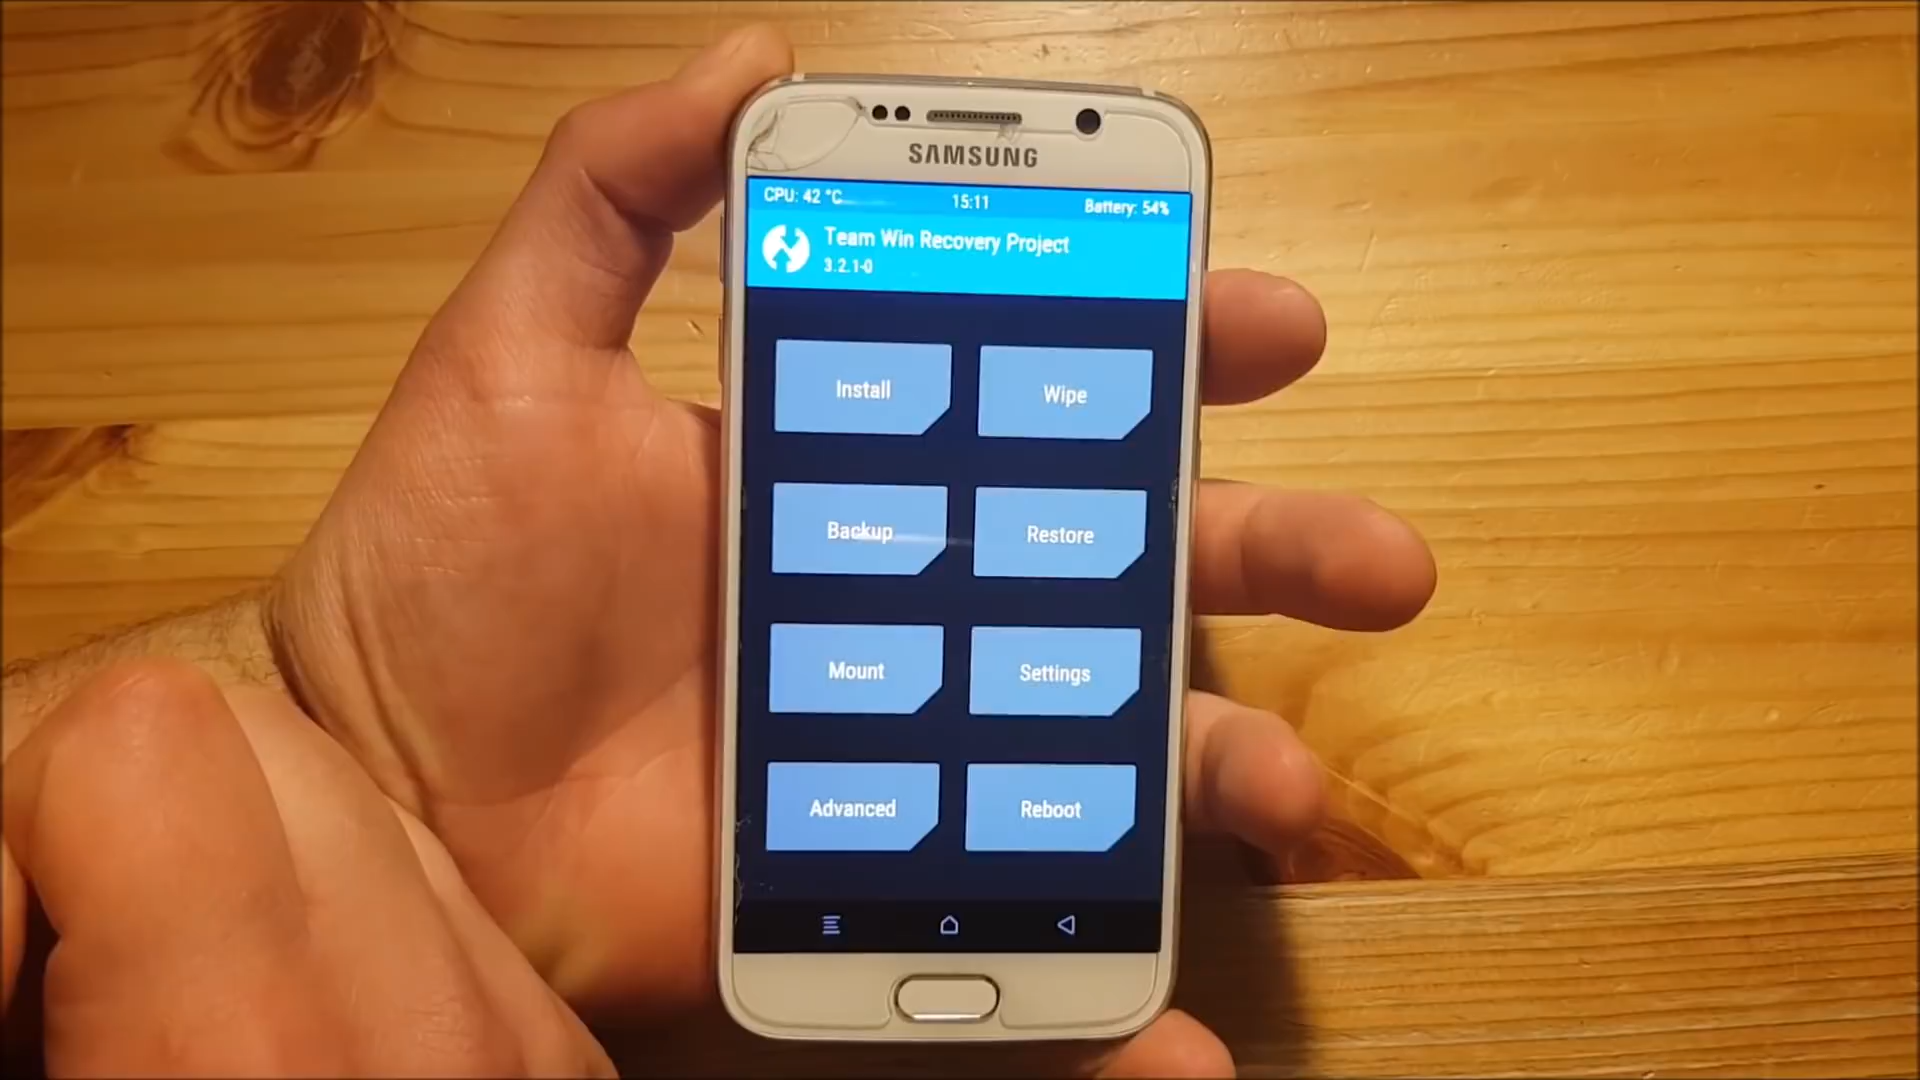 SAMSUNG
CPU: 42 °C 15:11 Battery: 54%
Team Win Recovery Project
3.2.1-0
Install Wipe
Backup Restore
Mount Settings
Advanced Reboot